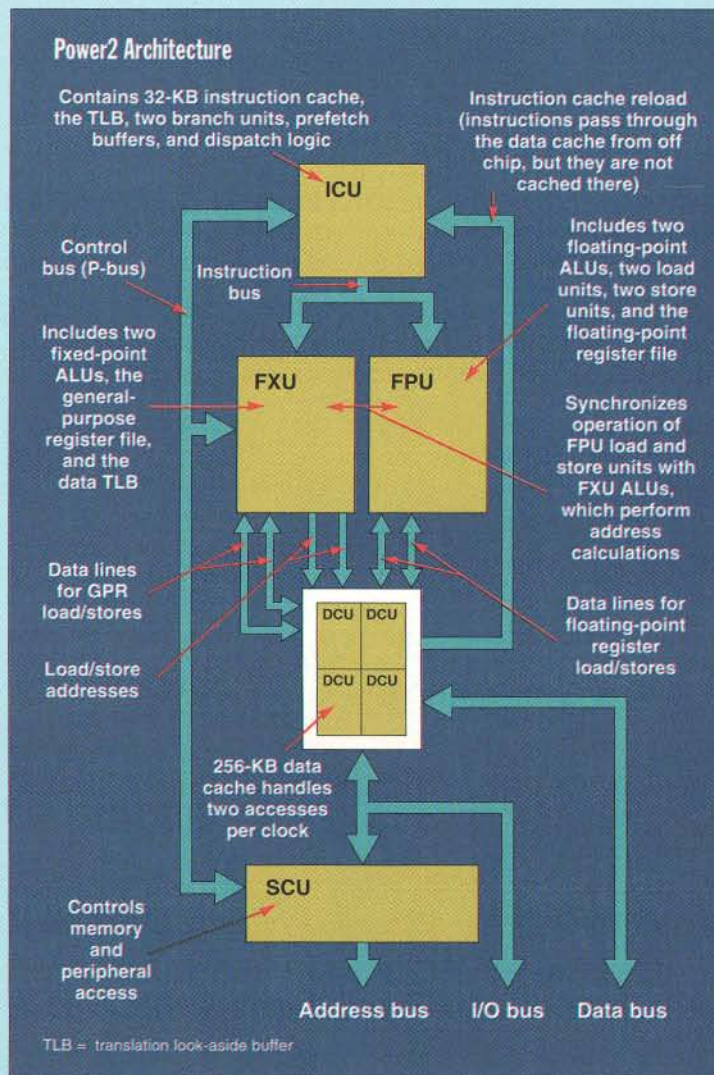 Power2 Architecture
Contains 32-KB instruction cache,
the TLB, two branch units, prefetch
buffers, and dispatch logic
Instruction cache reload
(instructions pass through
the data cache from off
chip, but they are not
cached there)
ICU
Control
bus (P-bus)
Instruction
bus
Includes two
floating-point
ALUs, two load
units, two store
units, and the
floating-point
register file
Includes two
fixed-point
ALUs, the
general-
purpose
register file,
and the
data TLB
FXU
FPU
Synchronizes
operation of
FPU load and
store units with
FXU ALUs,
which perform
address
calculations
Data lines
for GPR
load/stores
DCU DCU
DCU DCU
Data lines for
floating-point
register
load/stores
Load/store
addresses
256-KB data
cache handles
two accesses
per clock
SCU
Controls
memory
and
peripheral
access
Address bus
I/O bus
Data bus
TLB = translation look-aside buffer